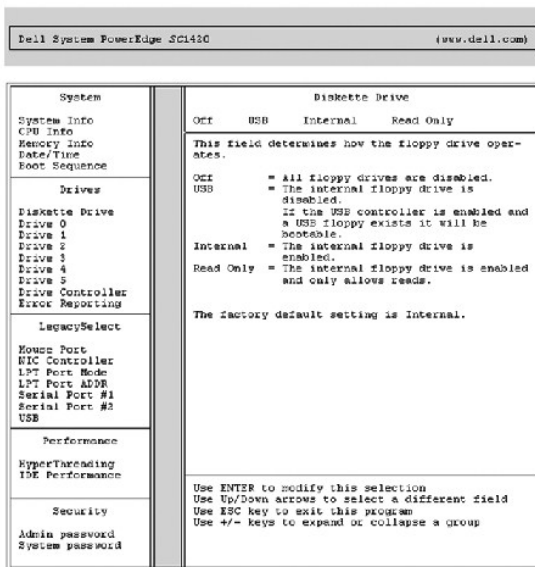 Dell System PowerEdge SC1420 (www.dell.com)
System
System Info
CPU Info
Memory Info
Date/Time
Boot Sequence
Drives
Diskette Drive
Drive 0
Drive 1
Drive 2
Drive 3
Drive 4
Drive 5
Drive Controller
Error Reporting
LegacySelect
Mouse Port
NIC Controller
LPT Port Mode
LPT Port ADDR
Serial Port #1
Serial Port #2
USB
Performance
HyperThreading
IDE Performance
Security
Admin password
System password
Diskette Drive
Off USB Internal Read Only
This field determines how the floppy drive oper-
ates.
Off = All floppy drives are disabled.
USB = The internal floppy drive is
disabled.
If the USB controller is enabled and
a USB floppy exists it will be
bootable.
Internal = The internal floppy drive is
enabled.
Read Only = The internal floppy drive is enabled
and only allows reads.
The factory default setting is Internal.
Use ENTER to modify this selection
Use Up/Down arrows to select a different field
Use ESC key to exit this program
Use +/- keys to expand or collapse a group